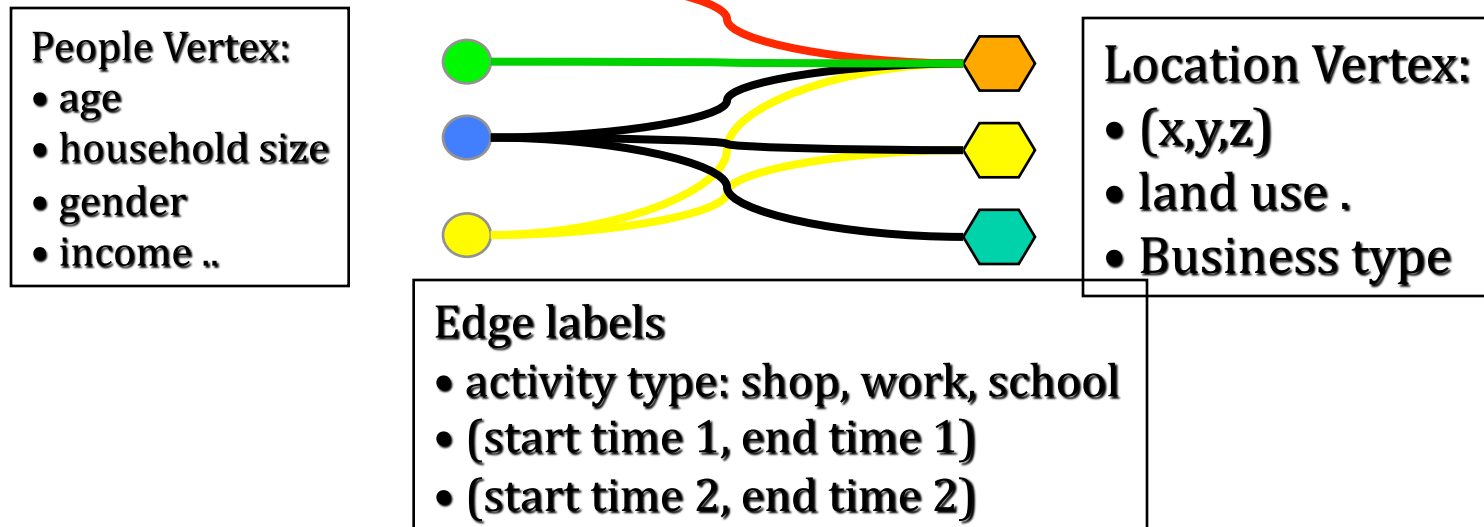 People Vertex:
• age
• household size
• gender
• income ..
Location Vertex:
• (x,y,z)
• land use .
• Business type
Edge labels
• activity type: shop, work, school
• (start time 1, end time 1)
• (start time 2, end time 2)